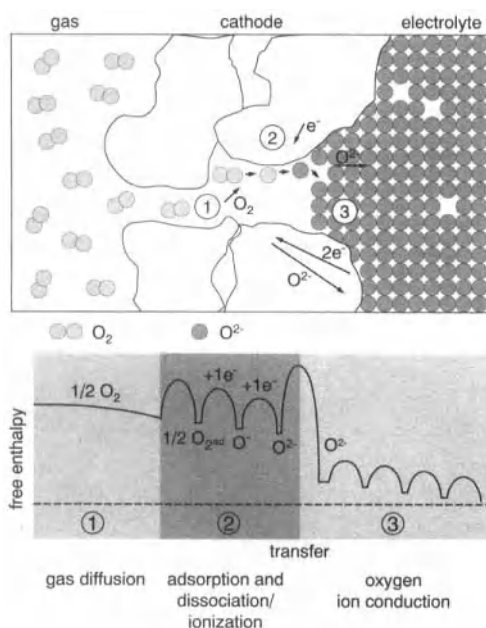 gas cathode electrolyte
② e⁻
O²⁻
① O₂ ③
2e⁻
O²⁻
O₂ O²⁻
free enthalpy
1/2 O₂ +1e⁻ +1e⁻
1/2 O₂ad O⁻ O²⁻ O²⁻
① ② ③
transfer
gas diffusion adsorption and oxygen
dissociation/ ion conduction
ionization